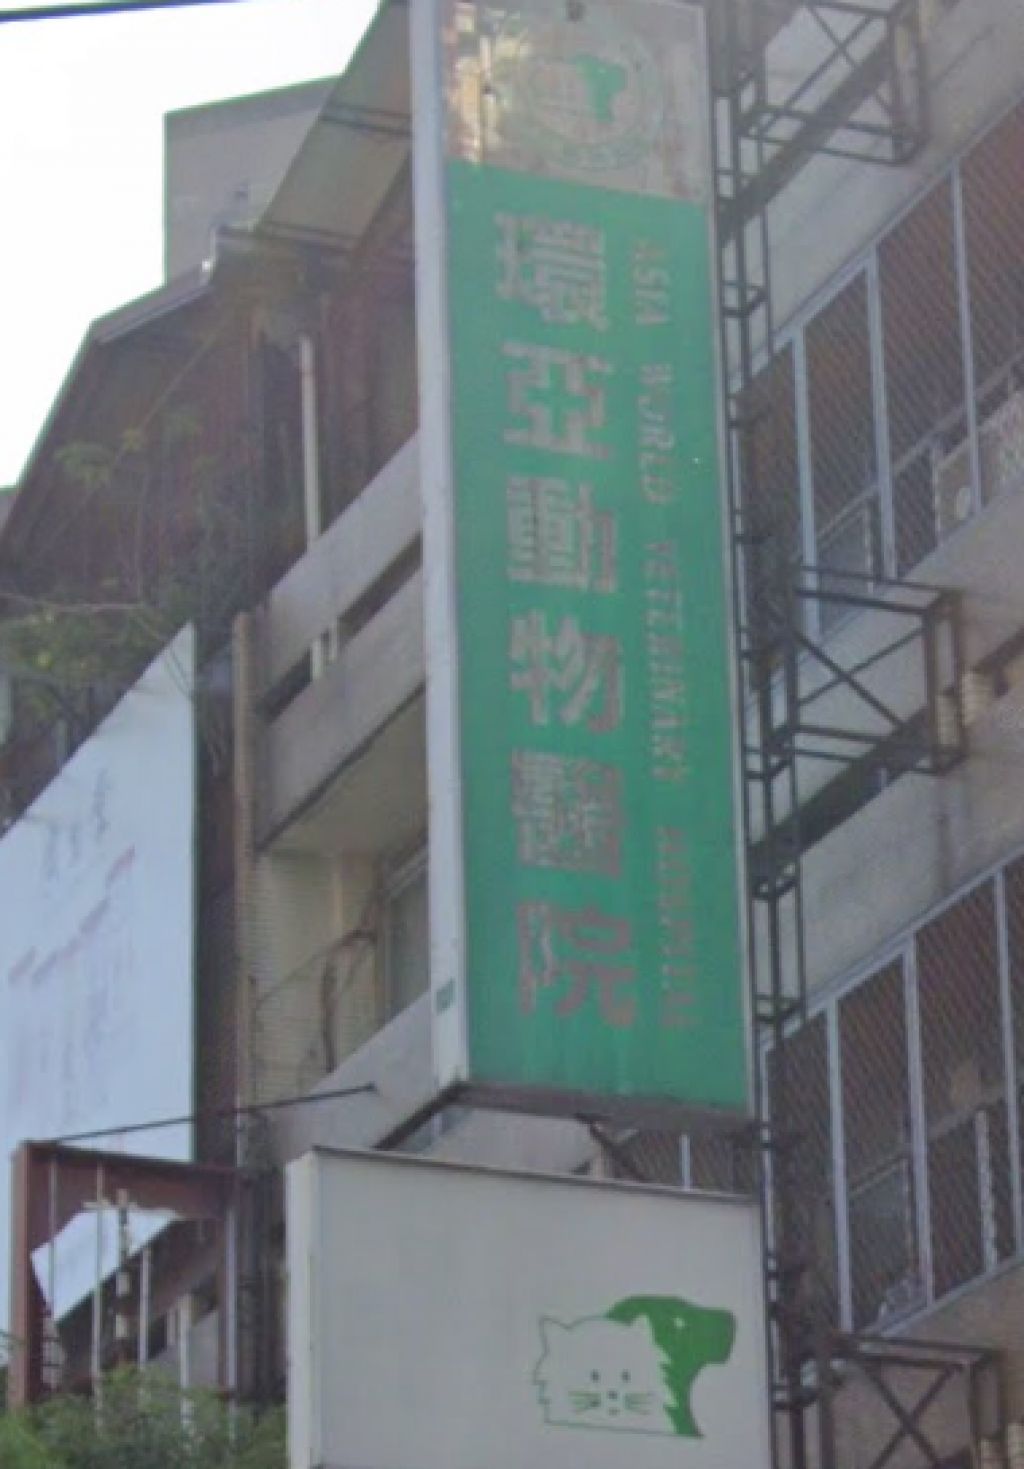 環亞動物醫院
ASIA WORLD VETERINARY HOSPITAL